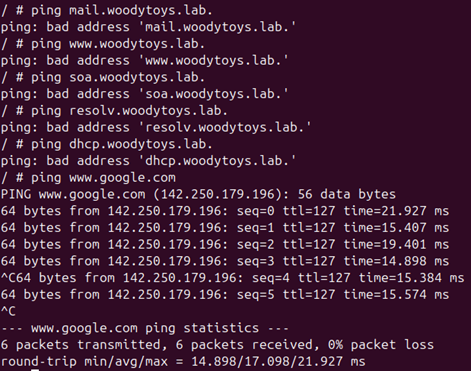 / # ping mail.woodytoys.lab.
ping: bad address 'mail.woodytoys.lab.'
/ # ping www.woodytoys.lab.
ping: bad address 'www.woodytoys.lab.'
/ # ping soa.woodytoys.lab.
ping: bad address 'soa.woodytoys.lab.'
/ # ping resolv.woodytoys.lab.
ping: bad address 'resolv.woodytoys.lab.'
/ # ping dhcp.woodytoys.lab.
ping: bad address 'dhcp.woodytoys.lab.'
/ # ping www.google.com
PING www.google.com (142.250.179.196): 56 data bytes
64 bytes from 142.250.179.196: seq=0 ttl=127 time=21.927 ms
64 bytes from 142.250.179.196: seq=1 ttl=127 time=15.407 ms
64 bytes from 142.250.179.196: seq=2 ttl=127 time=19.401 ms
64 bytes from 142.250.179.196: seq=3 ttl=127 time=14.898 ms
^C64 bytes from 142.250.179.196: seq=4 ttl=127 time=15.384 ms
64 bytes from 142.250.179.196: seq=5 ttl=127 time=15.574 ms
^C
--- www.google.com ping statistics ---
6 packets transmitted, 6 packets received, 0% packet loss
round-trip min/avg/max = 14.898/17.098/21.927 ms